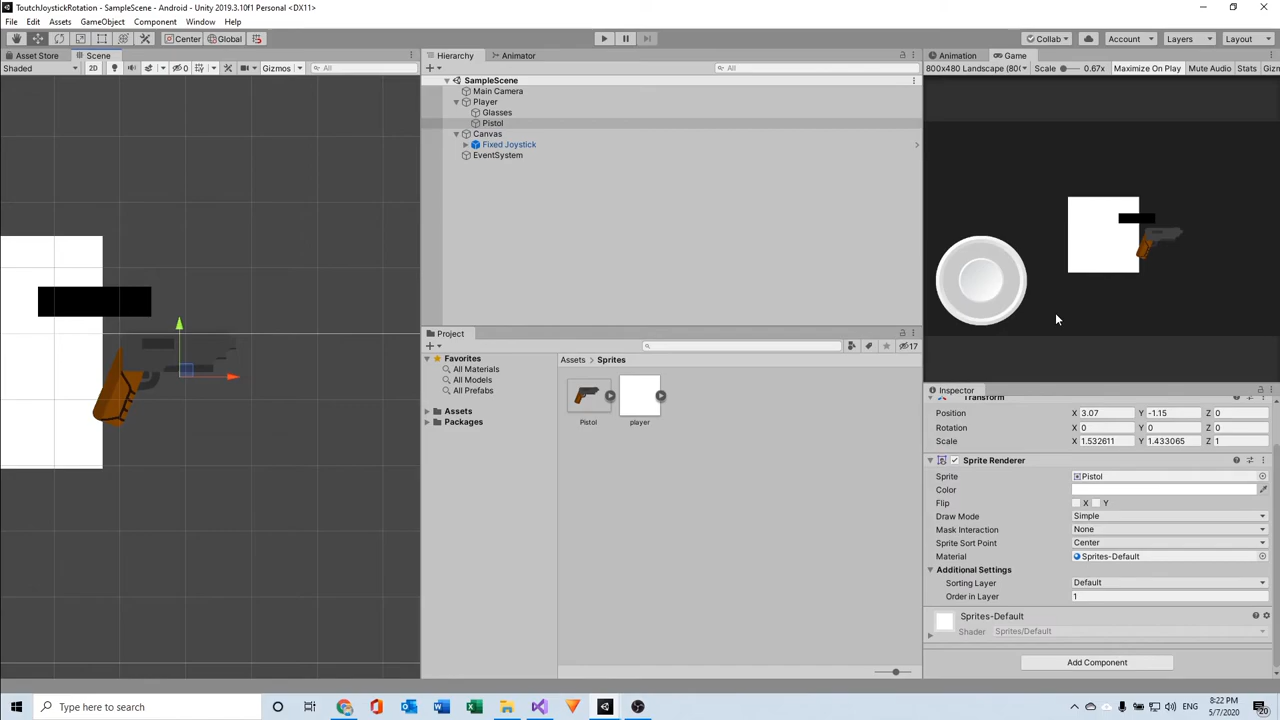 ToutchJoystickRotation - SampleScene - Android - Unity 2019.3.10f1 Personal <DX11>
File Edit Assets GameObject Component Window Help
Center Global Collab Account Layers Layout
Asset Store Scene Hierarchy Animator Animation Game
Shaded 2D 0 Gizmos All All 800x480 Landscape (80( Scale 0.67x Maximize On Play Mute Audio Stats Giz
SampleScene
Main Camera
Player
Glasses
Pistol
Canvas
Fixed Joystick
EventSystem
Project
17
Favorites
All Materials
All Models
All Prefabs
Assets
Packages
Assets > Sprites
Pistol player
Inspector
Transform
Position X 3.07 Y -1.15 Z 0
Rotation X 0 Y 0 Z 0
Scale X 1.532611 Y 1.433065 Z 1
Sprite Renderer
Sprite Pistol
Color
Flip X Y
Draw Mode Simple
Mask Interaction None
Sprite Sort Point Center
Material Sprites-Default
Additional Settings
Sorting Layer Default
Order in Layer 1
Sprites-Default
Shader Sprites/Default
Add Component
Type here to search
ENG 8:22 PM
5/7/2020
20